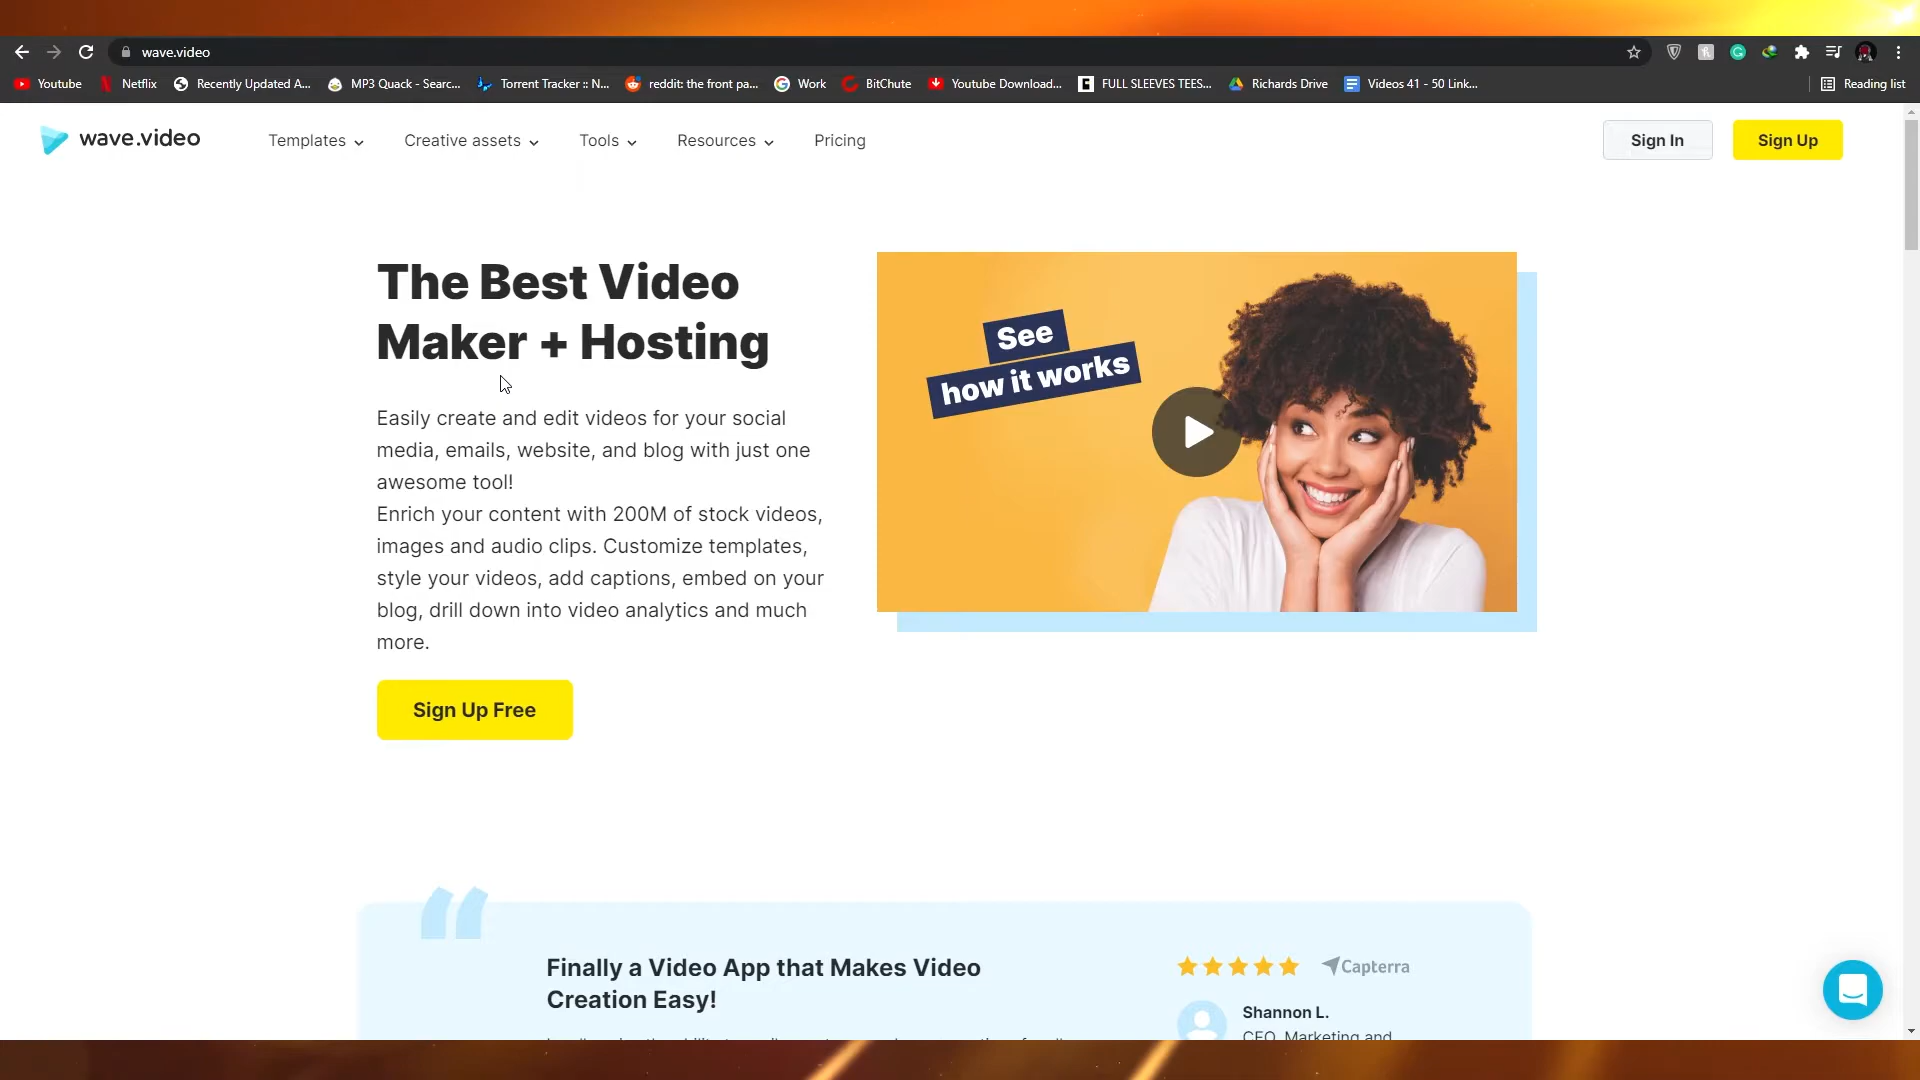 wave.video
Youtube
Netflix
Recently Updated A...
MP3 Quack - Searc...
Torrent Tracker :: N...
reddit: the front pa...
Work
BitChute
Youtube Download...
FULL SLEEVES TEES...
Richards Drive
Videos 41 - 50 Link...
Reading list
wave.video
Templates
Creative assets
Tools
Resources
Pricing
Sign In
Sign Up
The Best Video
Maker + Hosting
Easily create and edit videos for your social
media, emails, website, and blog with just one
awesome tool!
Enrich your content with 200M of stock videos,
images and audio clips. Customize templates,
style your videos, add captions, embed on your
blog, drill down into video analytics and much
more.
Sign Up Free
See
how it works
Finally a Video App that Makes Video
Creation Easy!
Capterra
Shannon L.
CEO, Marketing and